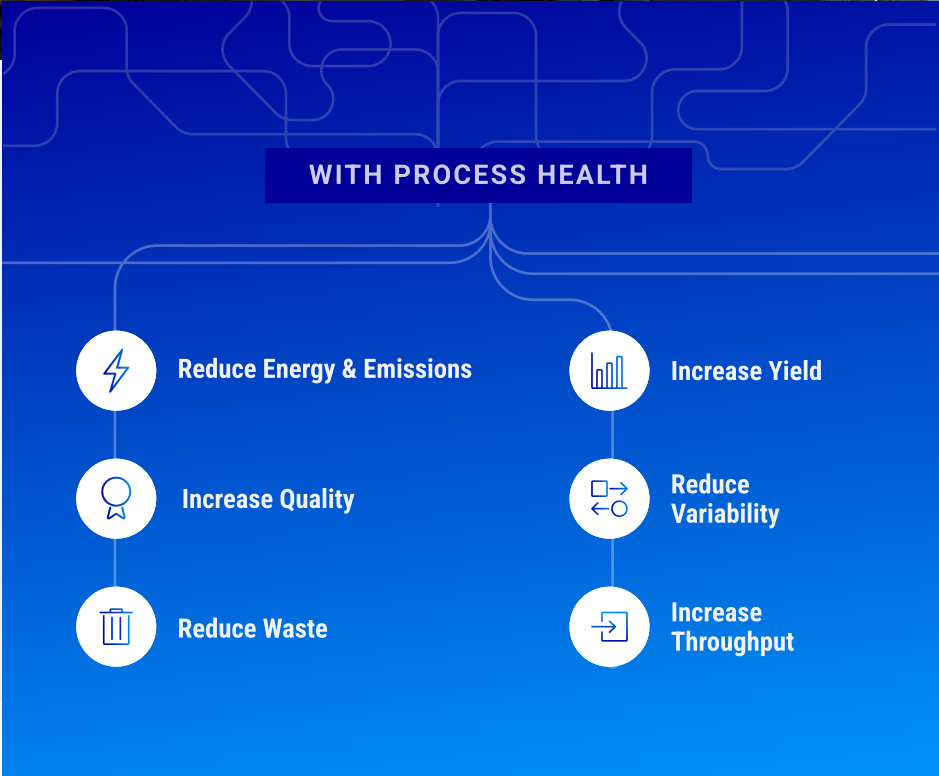 WITH PROCESS HEALTH
Reduce Energy & Emissions
Increase Quality
Reduce Waste
Increase Yield
Reduce
Variability
Increase
Throughput